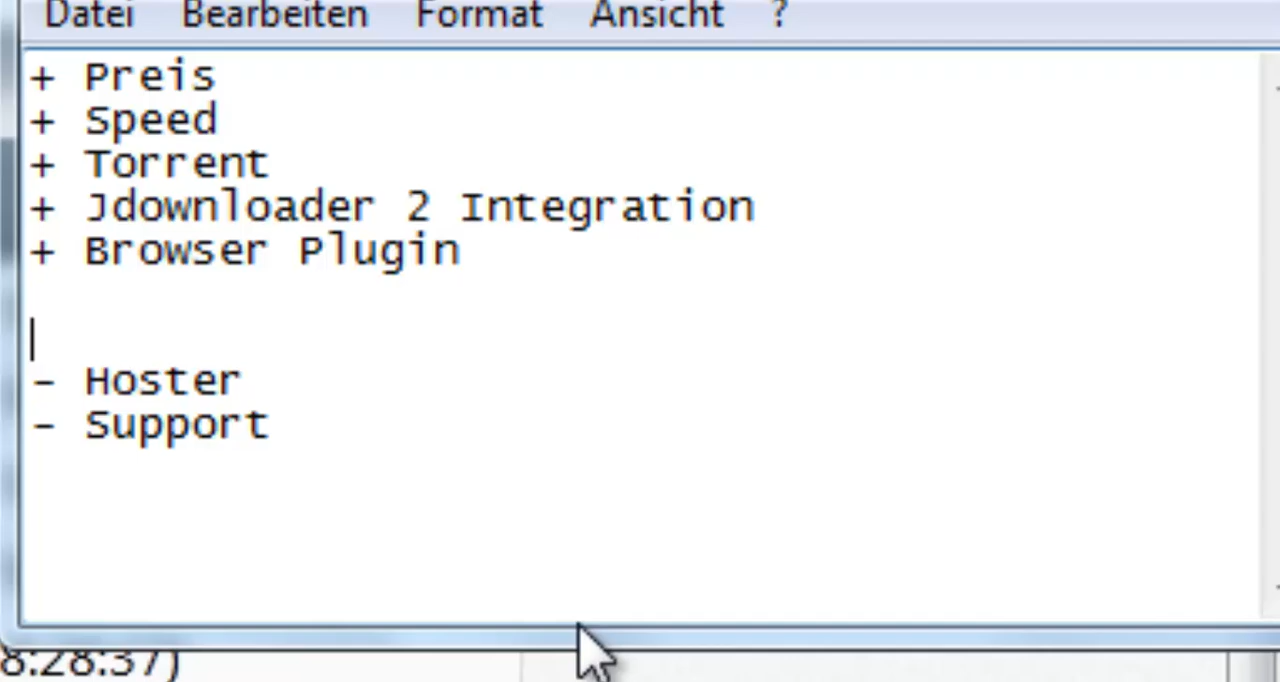 Datei Bearbeiten Format Ansicht ?
+ Preis
+ Speed
+ Torrent
+ Jdownloader 2 Integration
+ Browser Plugin
- Hoster
- Support
8:28:37)